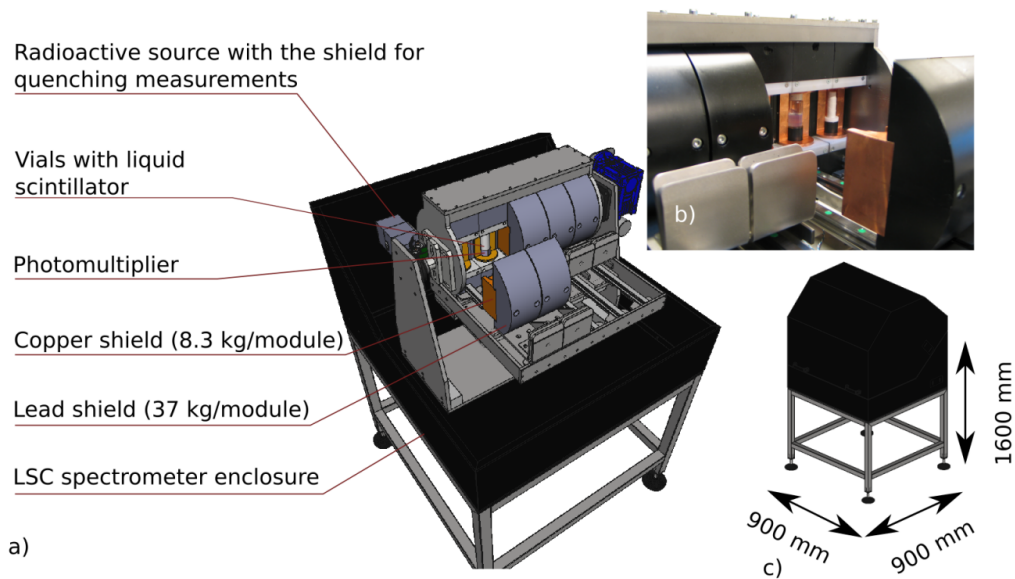 Radioactive source with the shield for
quenching measurements
Vials with liquid
scintillator
Photomultiplier
Copper shield (8.3 kg/module)
Lead shield (37 kg/module)
LSC spectrometer enclosure
a)
b)
1600 mm
900 mm
900 mm
c)